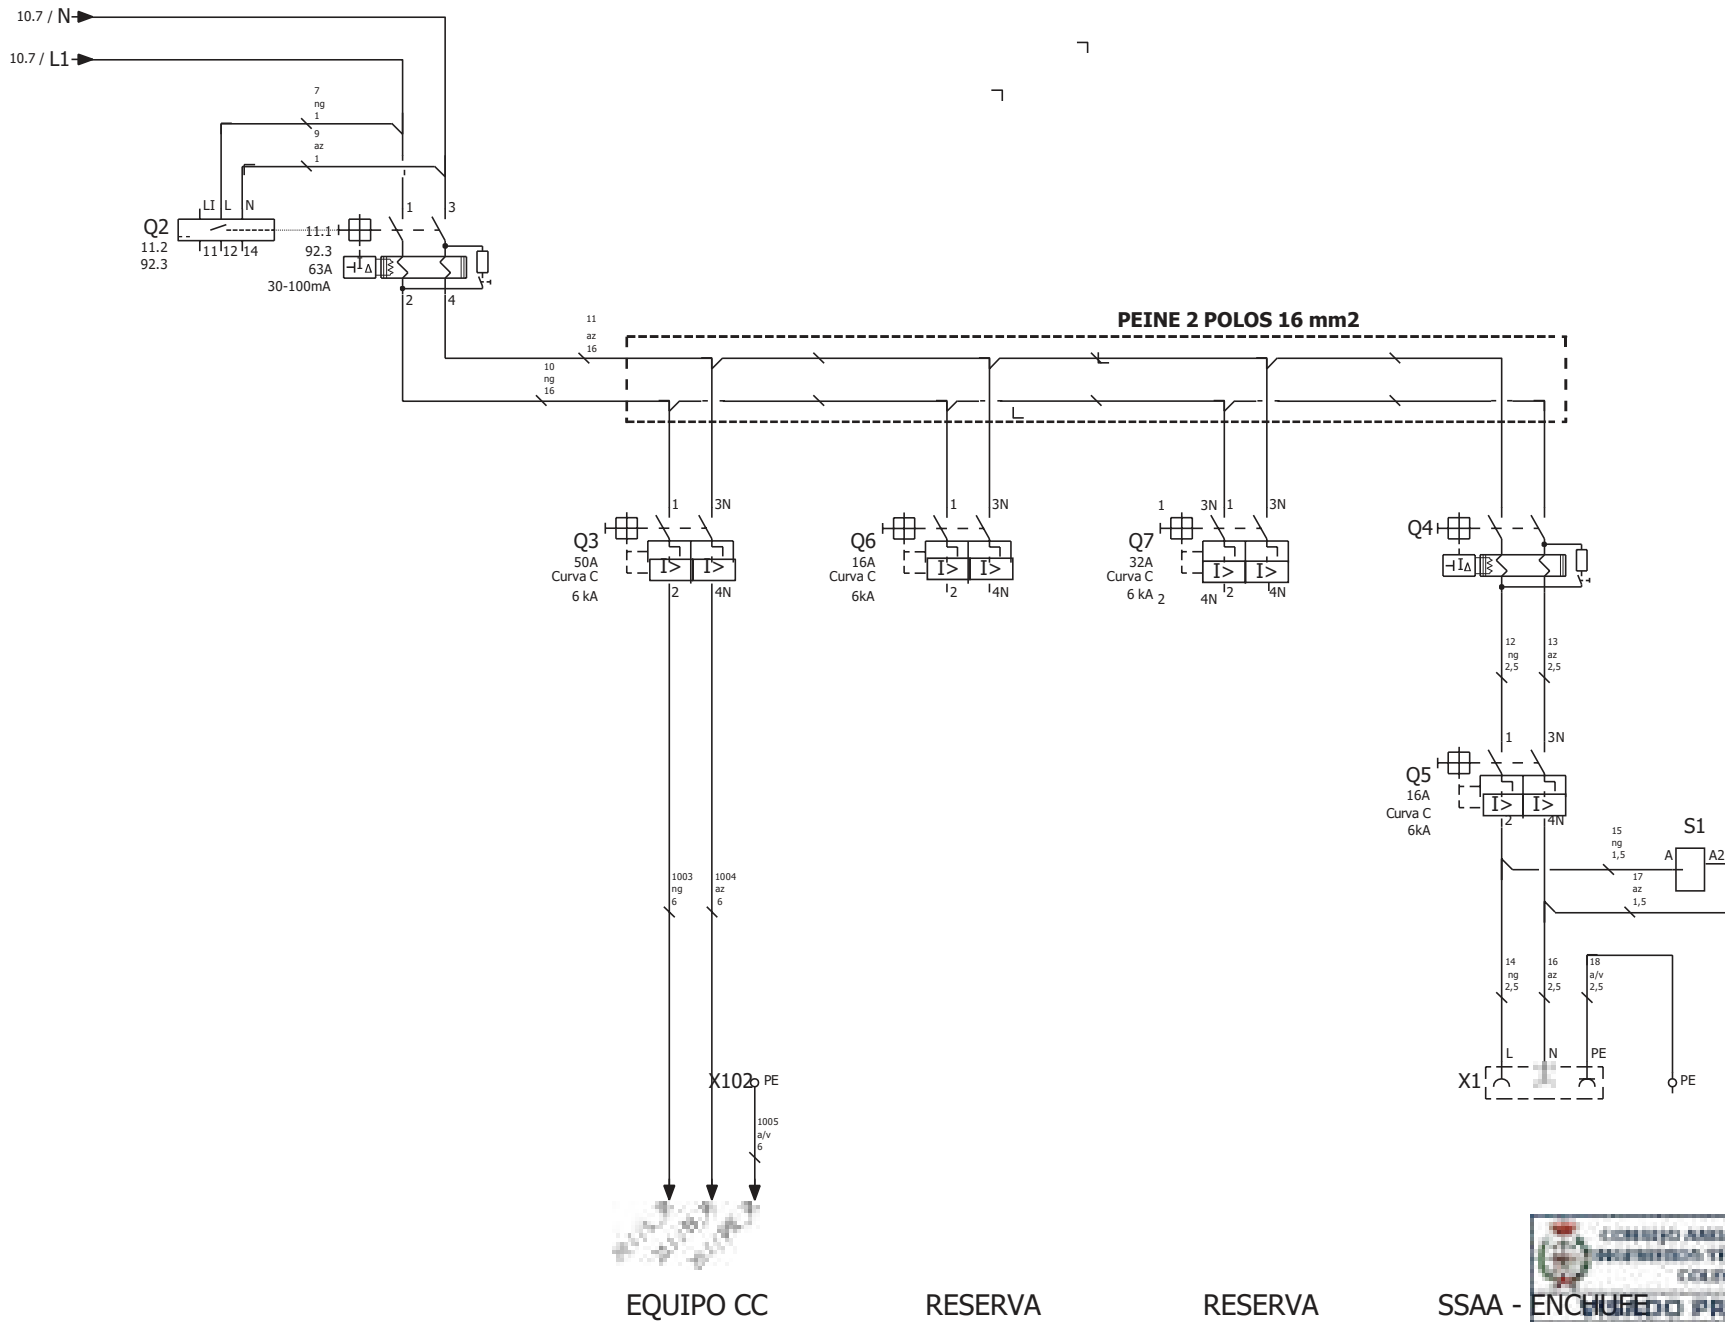 10.7 / N
10.7 / L1
7
ng
1
9
az
1
LI L N
Q2
11.2
92.3
11 12 14
1 3
11.1
92.3
63A
30-100mA
I Δ
2 4
11
az
16
10
ng
16
PEINE 2 POLOS 16 mm2
1 3N
Q3
50A
Curva C
6 kA
I> I>
2 4N
1 3N
Q6
16A
Curva C
6kA
I> I>
2 4N
1 3N 1 3N
Q7
32A
Curva C
6 kA
I> I>
2 4N 2 4N
Q4
I Δ
12
ng
2,5
13
az
2,5
1 3N
Q5
16A
Curva C
6kA
I> I>
2 4N
15
ng
1,5
17
az
1,5
S1
A A2
1003
ng
6
1004
az
6
14
ng
2,5
16
az
2,5
18
a/v
2,5
L N PE
X1
PE
X102 PE
1005
a/v
6
EQUIPO CC RESERVA RESERVA SSAA - ENCHUFE